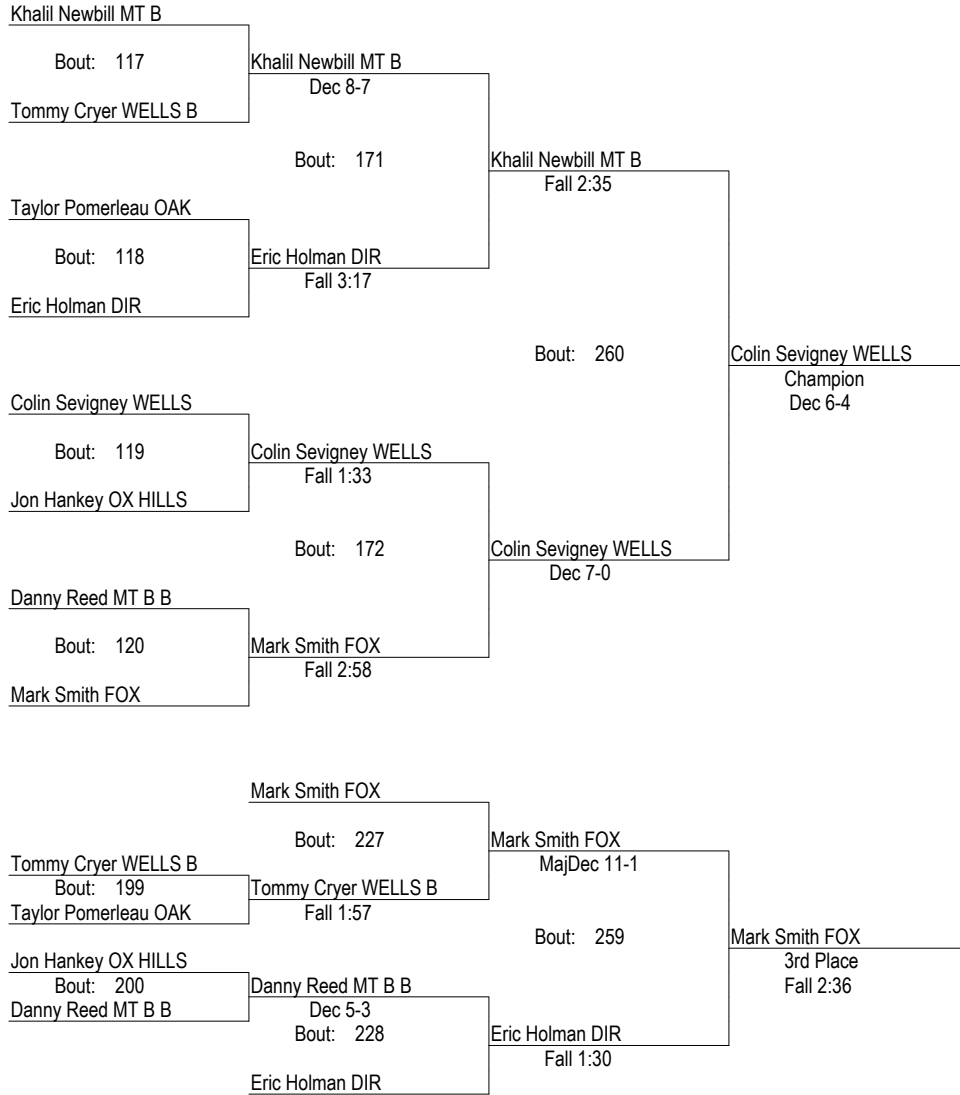 Khalil Newbill MT B
Bout: 117
Khalil Newbill MT B
Dec 8-7
Tommy Cryer WELLS B
Bout: 171
Khalil Newbill MT B
Fall 2:35
Taylor Pomerleau OAK
Bout: 118
Eric Holman DIR
Fall 3:17
Eric Holman DIR
Bout: 260
Colin Sevigney WELLS
Champion
Dec 6-4
Colin Sevigney WELLS
Bout: 119
Colin Sevigney WELLS
Fall 1:33
Jon Hankey OX HILLS
Bout: 172
Colin Sevigney WELLS
Dec 7-0
Danny Reed MT B B
Bout: 120
Mark Smith FOX
Fall 2:58
Mark Smith FOX
Mark Smith FOX
Bout: 227
Mark Smith FOX
MajDec 11-1
Tommy Cryer WELLS B
Bout: 199
Tommy Cryer WELLS B
Fall 1:57
Taylor Pomerleau OAK
Bout: 259
Mark Smith FOX
3rd Place
Fall 2:36
Jon Hankey OX HILLS
Bout: 200
Danny Reed MT B B
Dec 5-3
Danny Reed MT B B
Bout: 228
Eric Holman DIR
Fall 1:30
Eric Holman DIR